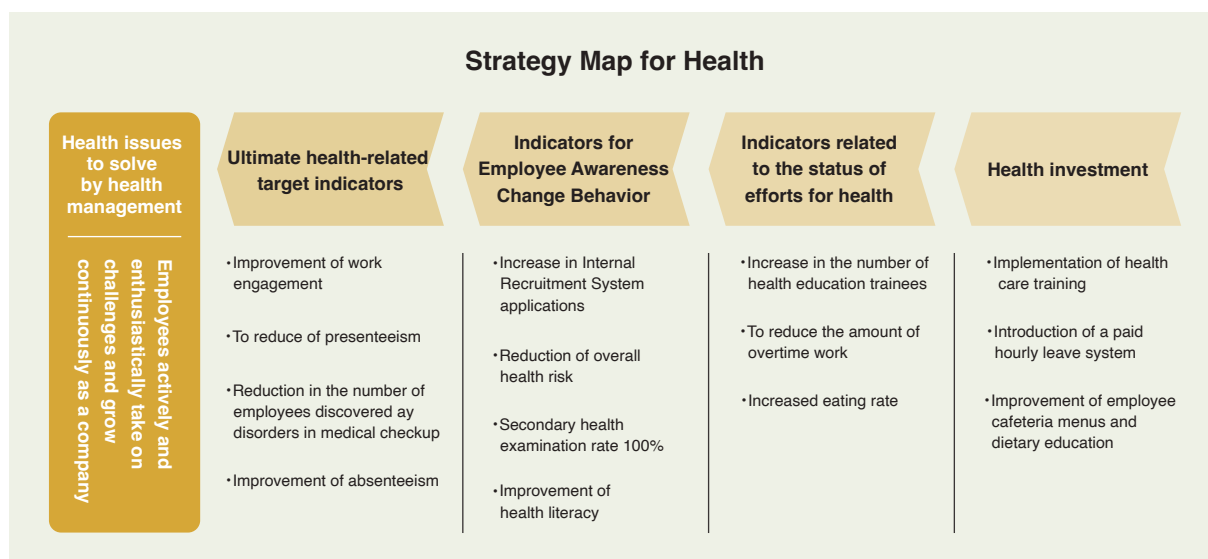 Strategy Map for Health
Health issues
to solve
by health
management
Employees actively and
enthusiastically take on
challenges and grow
continuously as a company
Ultimate health-related
target indicators
・Improvement of work
engagement
・To reduce of presenteeism
・Reduction in the number of
employees discovered ay
disorders in medical checkup
・Improvement of absenteeism
Indicators for
Employee Awareness
Change Behavior
・Increase in Internal
Recruitment System
applications
・Reduction of overall
health risk
・Secondary health
examination rate 100%
・Improvement of
health literacy
Indicators related
to the status of
efforts for health
・Increase in the number of
health education trainees
・To reduce the amount of
overtime work
・Increased eating rate
Health investment
・Implementation of health
care training
・Introduction of a paid
hourly leave system
・Improvement of employee
cafeteria menus and
dietary education